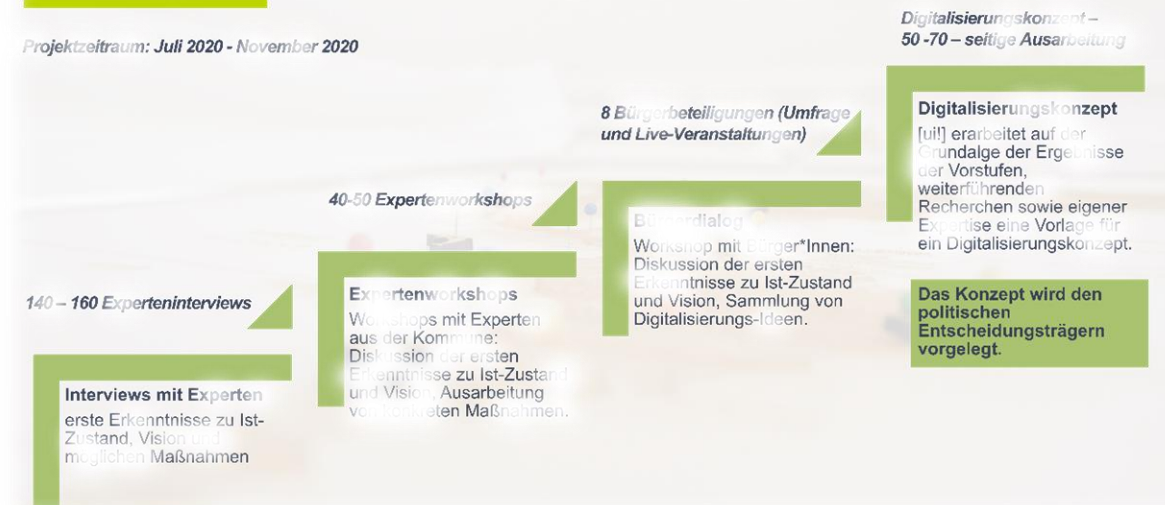 Projektzeitraum: Juli 2020 - November 2020
140 – 160 Experteninterviews
Interviews mit Experten
erste Erkenntnisse zu Ist-
Zustand, Vision und
möglichen Maßnahmen
40-50 Expertenworkshops
Expertenworkshops
Workshops mit Experten
aus der Kommune:
Diskussion der ersten
Erkenntnisse zu Ist-Zustand
und Vision, Ausarbeitung
von konkreten Maßnahmen.
8 Bürgerbeteiligungen (Umfrage
und Live-Veranstaltungen)
Bürgerdialog
Workshop mit Bürger*Innen:
Diskussion der ersten
Erkenntnisse zu Ist-Zustand
und Vision, Sammlung von
Digitalisierungs-Ideen.
Digitalisierungskonzept –
50 -70 – seitige Ausarbeitung
Digitalisierungskonzept
[ui!] erarbeitet auf der
Grundalge der Ergebnisse
der Vorstufen,
weiterführenden
Recherchen sowie eigener
Expertise eine Vorlage für
ein Digitalisierungskonzept.
Das Konzept wird den
politischen
Entscheidungsträgern
vorgelegt.